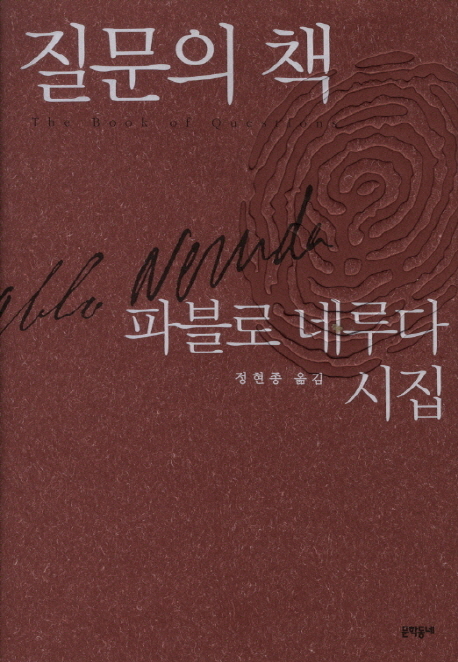 질문의 책
The Book of Questions
Pablo Neruda
파블로 네루다
정현종 옮김
시집
문학동네